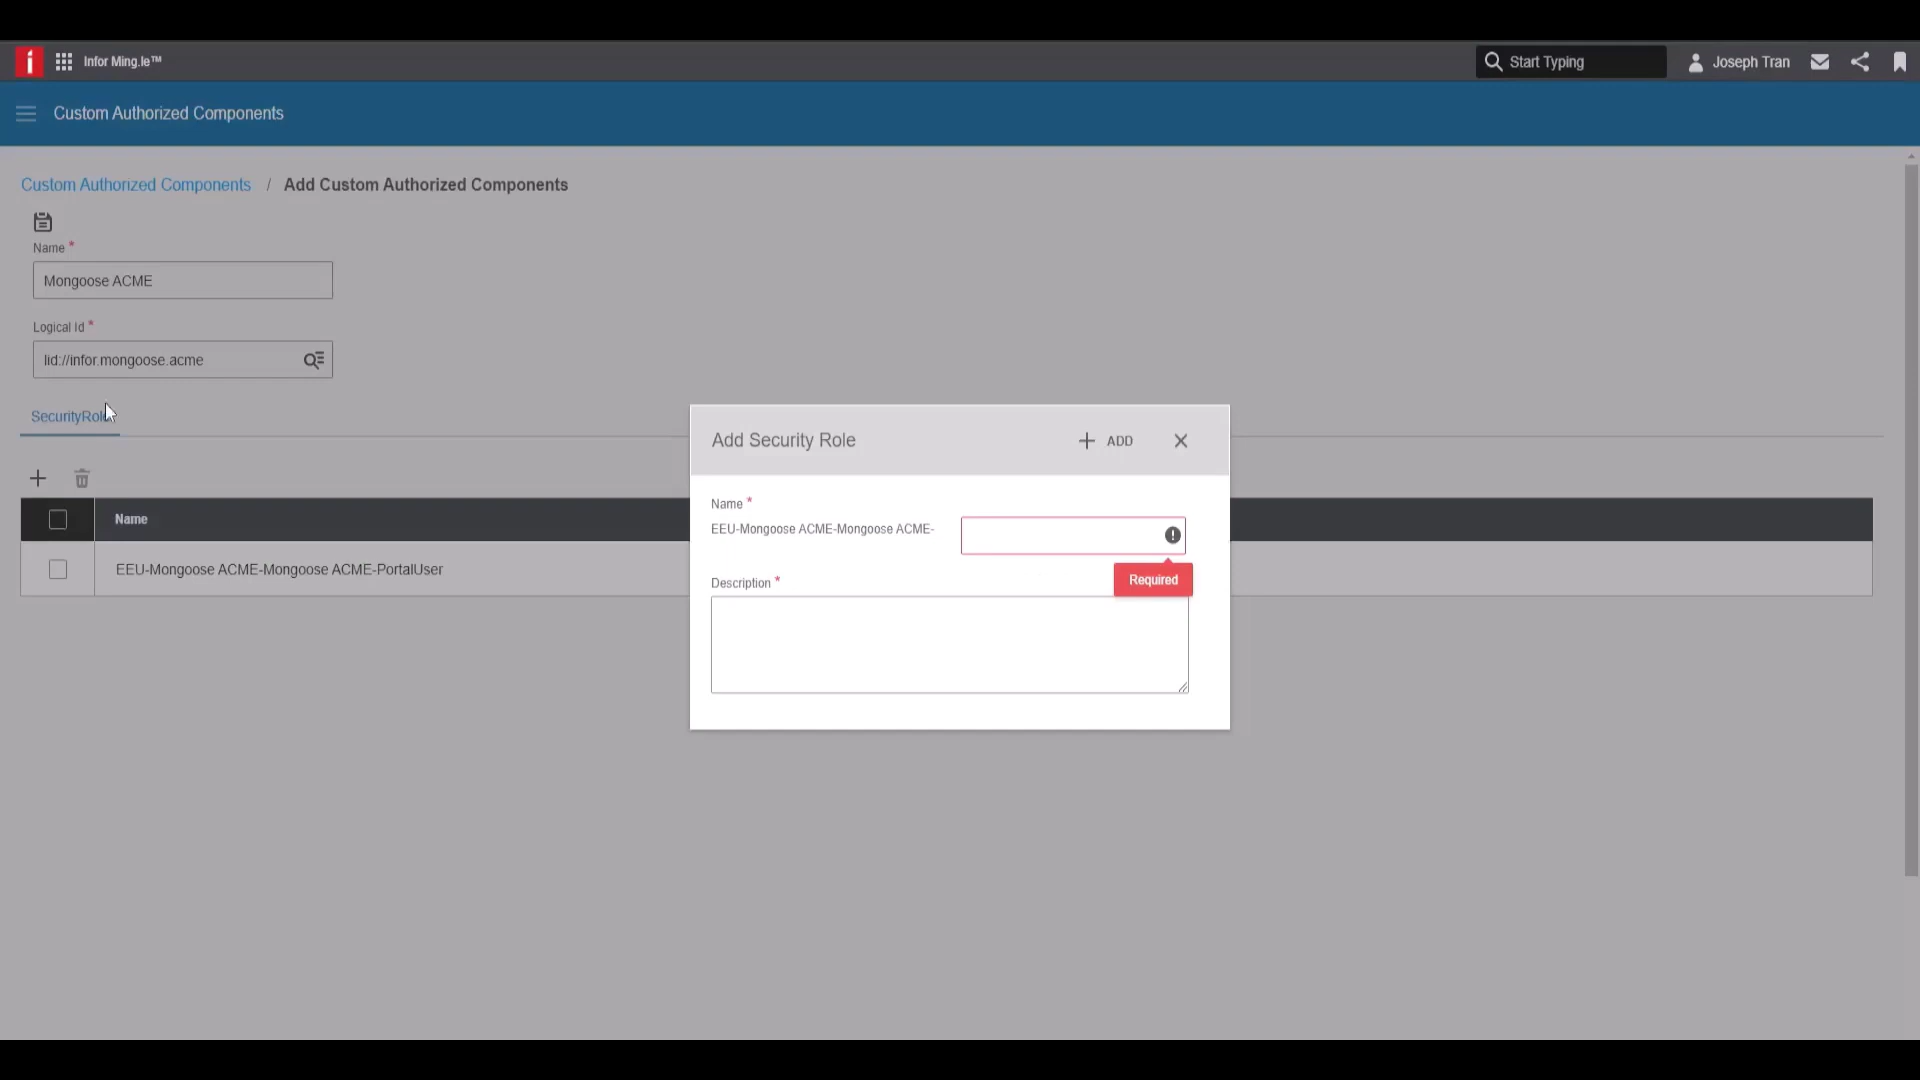 Infor Ming.le™
Start Typing
Joseph Tran
Custom Authorized Components
Custom Authorized Components / Add Custom Authorized Components
Name *
Mongoose ACME
Logical Id *
lid://infor.mongoose.acme
SecurityRole
Add Security Role
+ ADD
Name *
EEU-Mongoose ACME-Mongoose ACME-
Required
Description *
Name
EEU-Mongoose ACME-Mongoose ACME-PortalUser